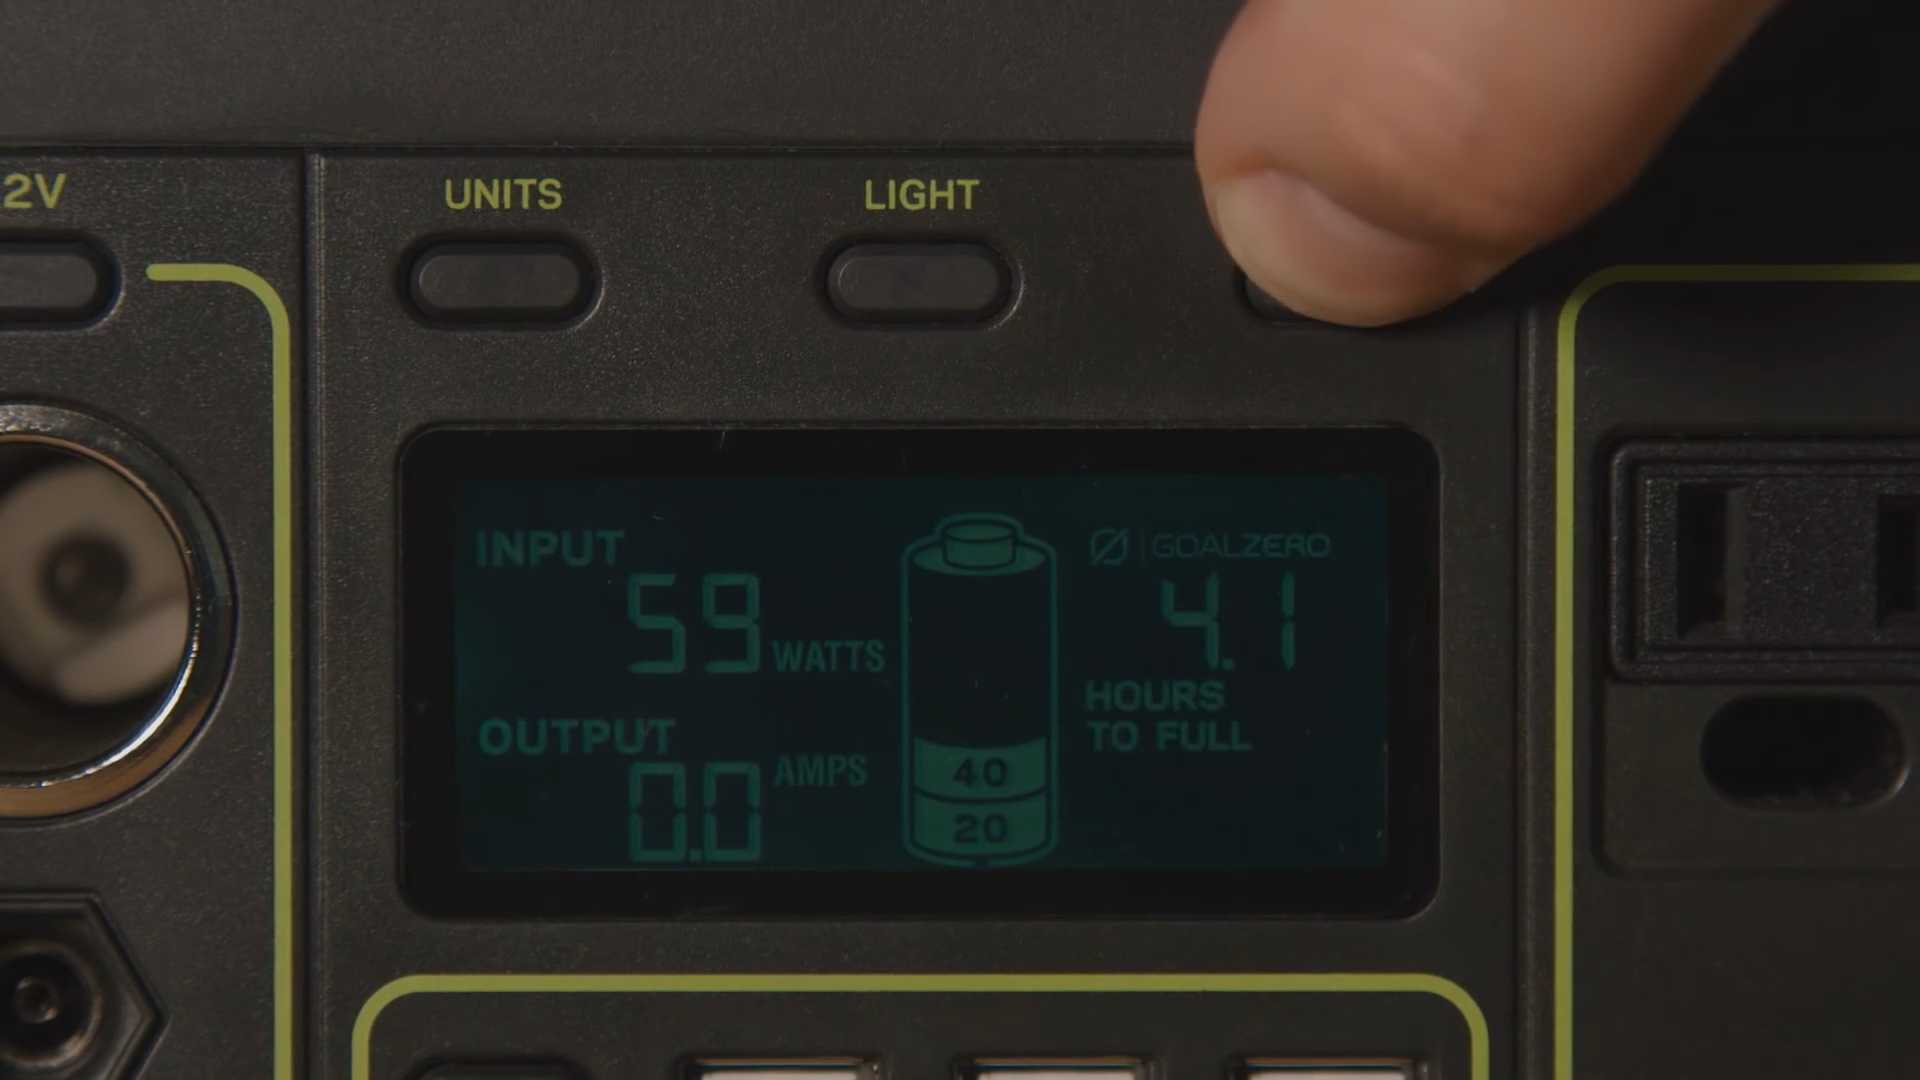 2V
UNITS
LIGHT
INPUT
59 WATTS
OUTPUT
0.0 AMPS
40
20
GOALZERO
4.1
HOURS
TO FULL